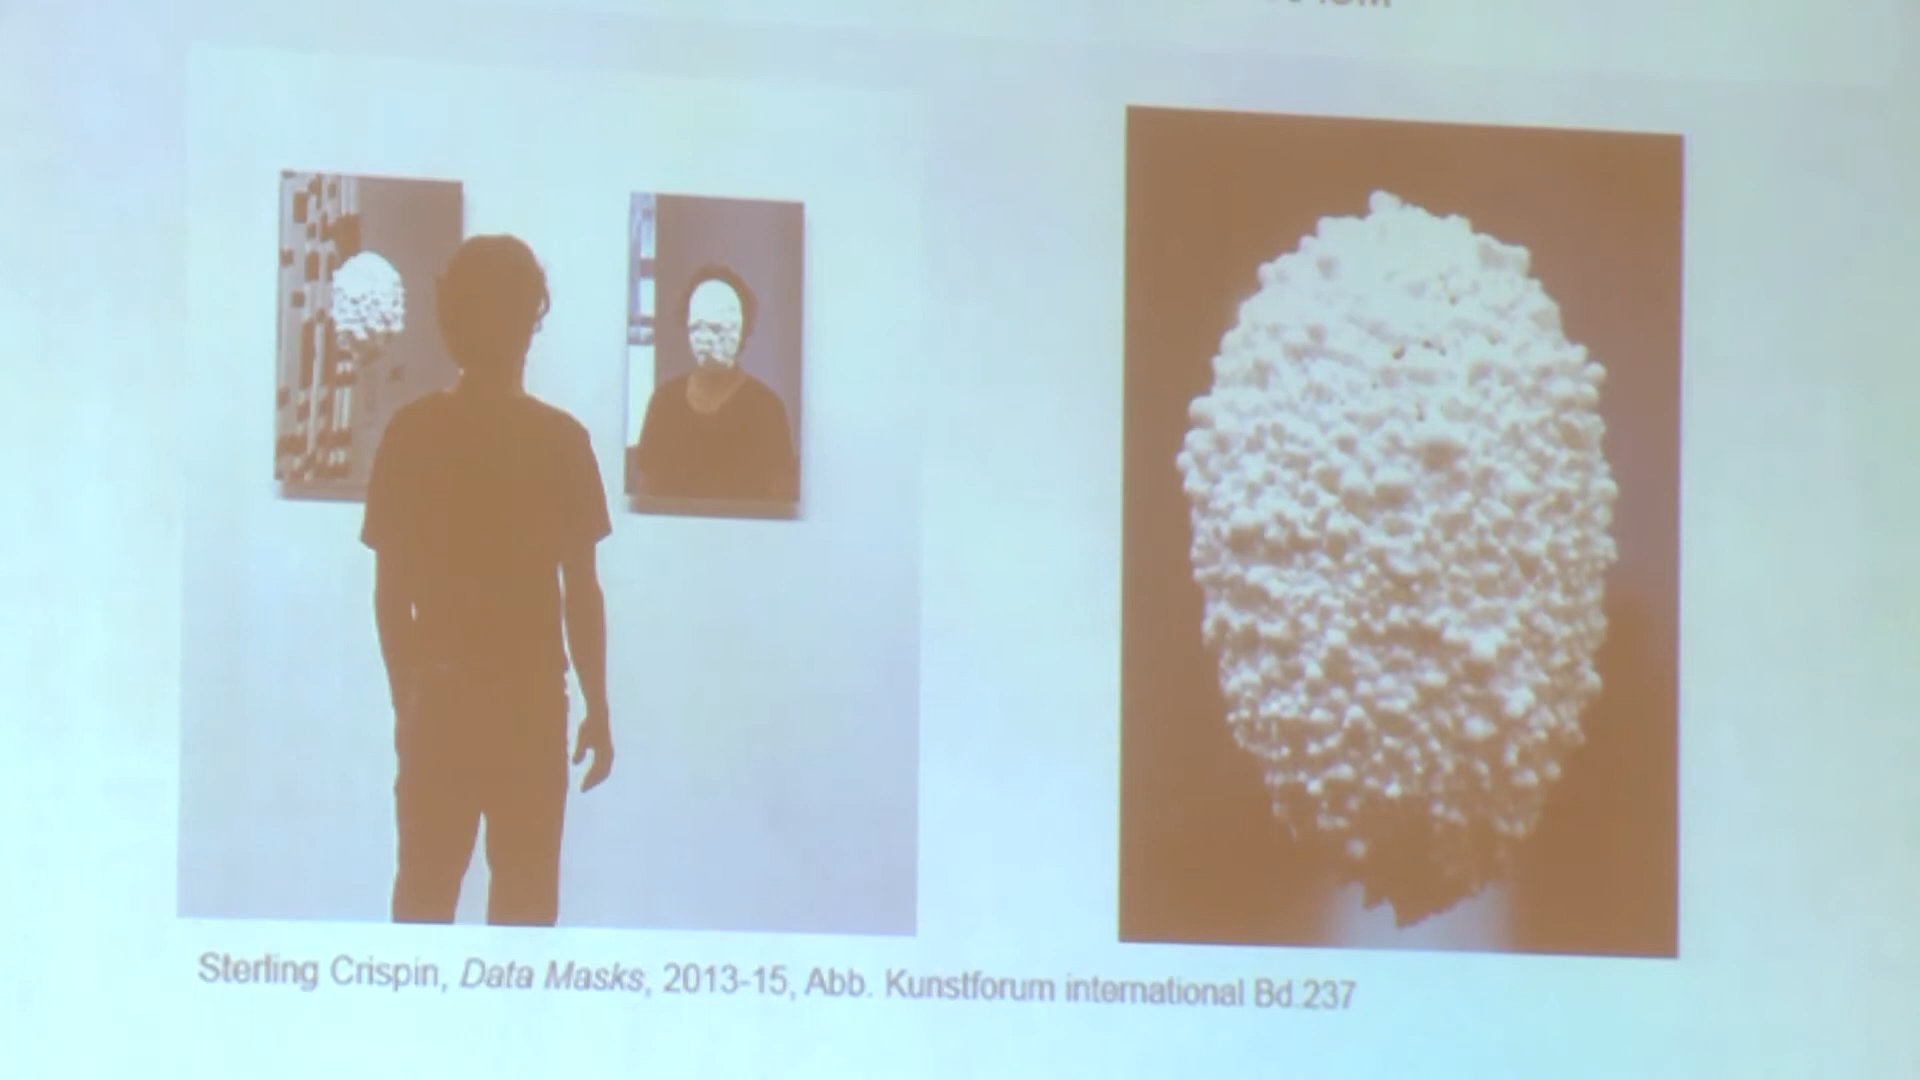 Sterling Crispin, Data Masks, 2013-15, Abb. Kunstforum international Bd.237